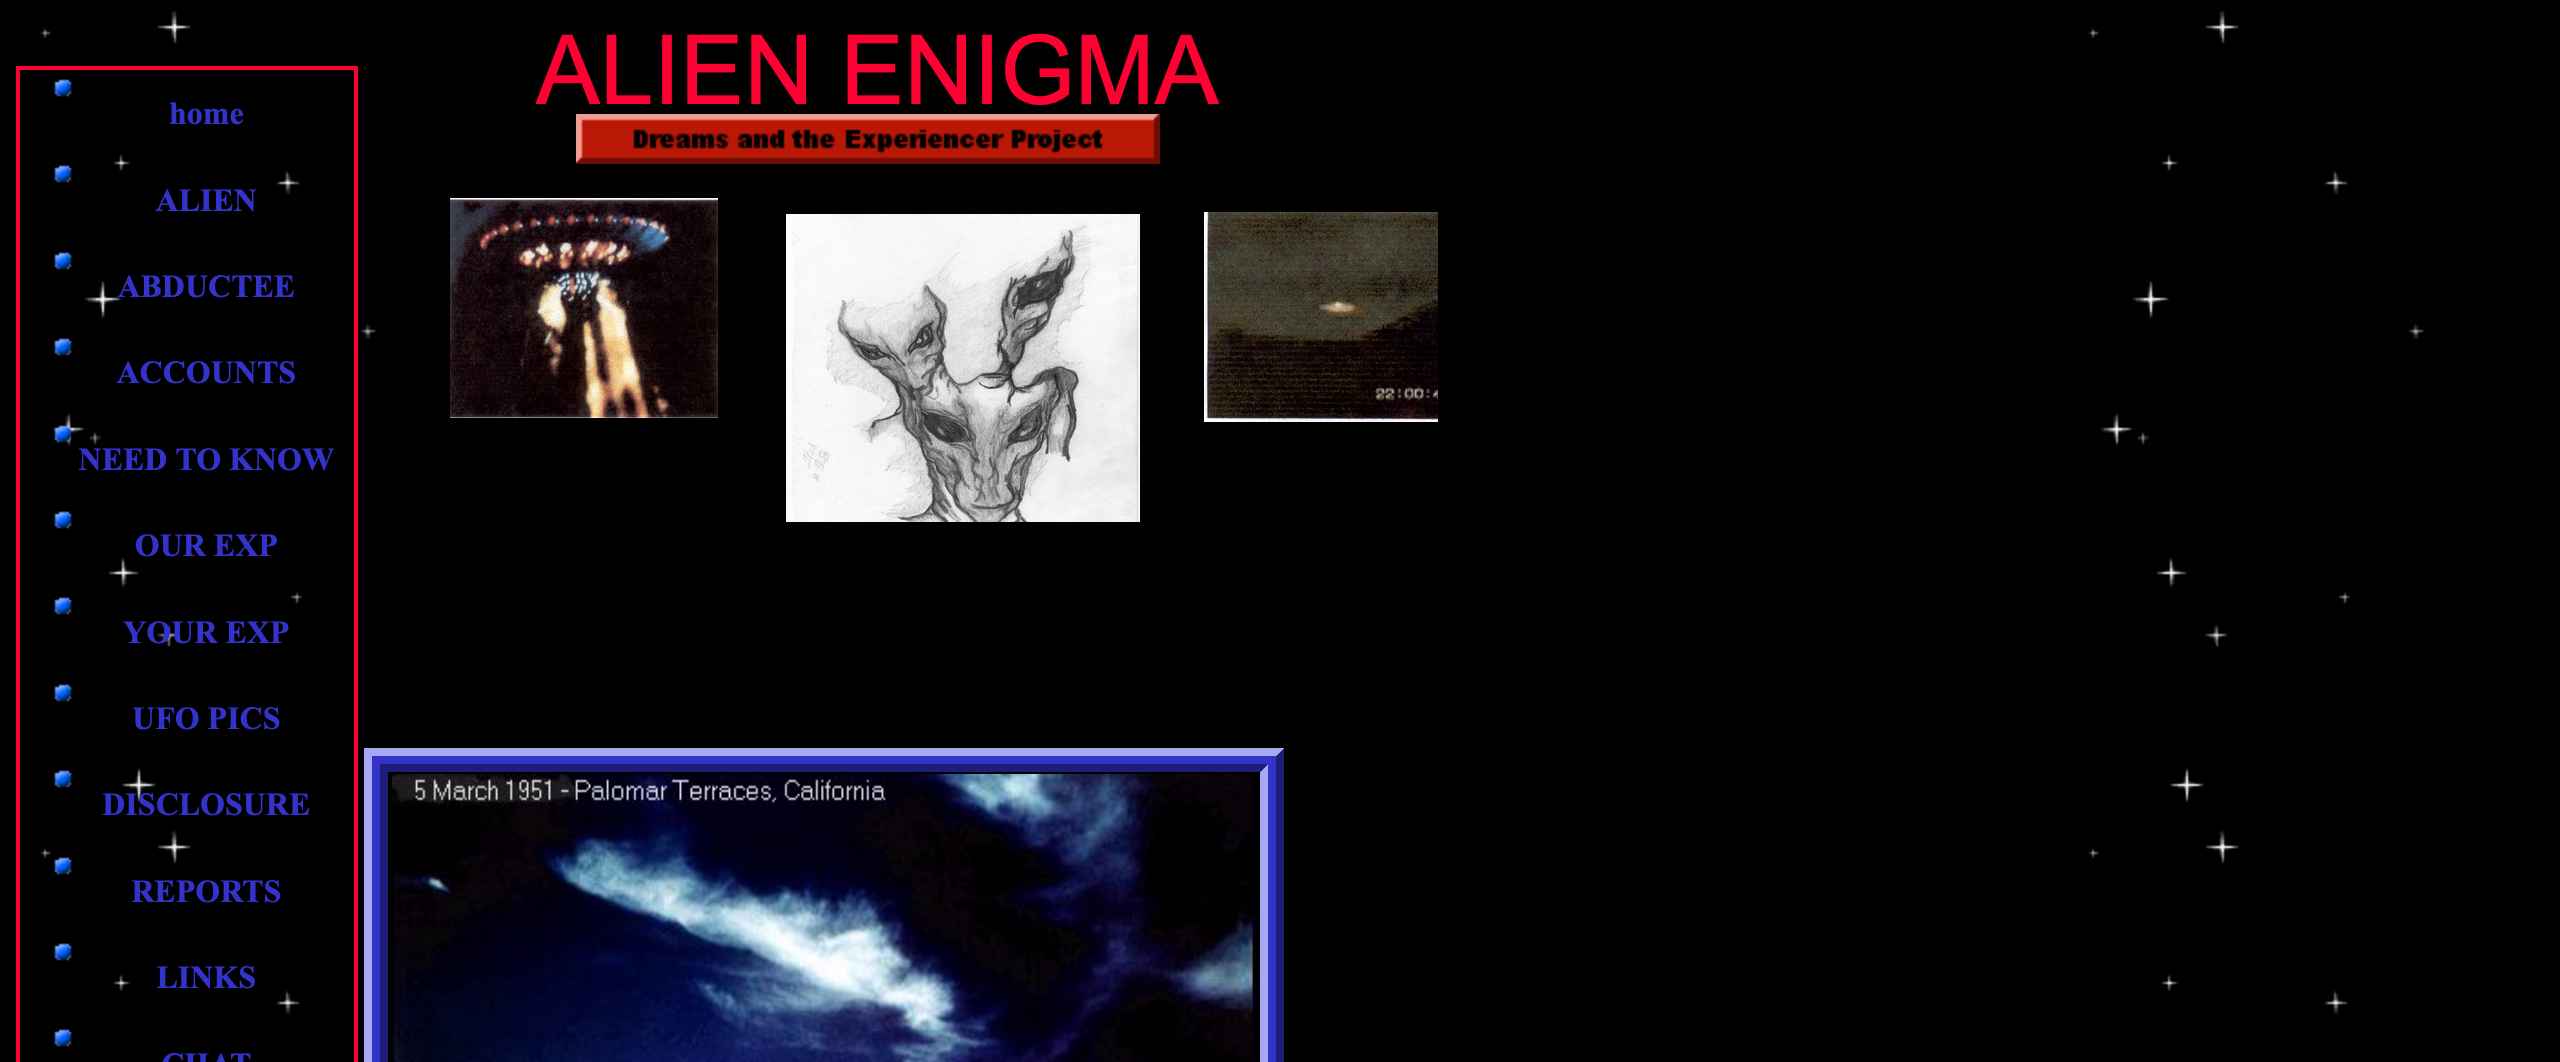 ALIEN ENIGMA
Dreams and the Experiencer Project
home
ALIEN
ABDUCTEE
ACCOUNTS
NEED TO KNOW
OUR EXP
YOUR EXP
UFO PICS
DISCLOSURE
REPORTS
LINKS
CHAT
22:00:4
5 March 1951 - Palomar Terraces, California